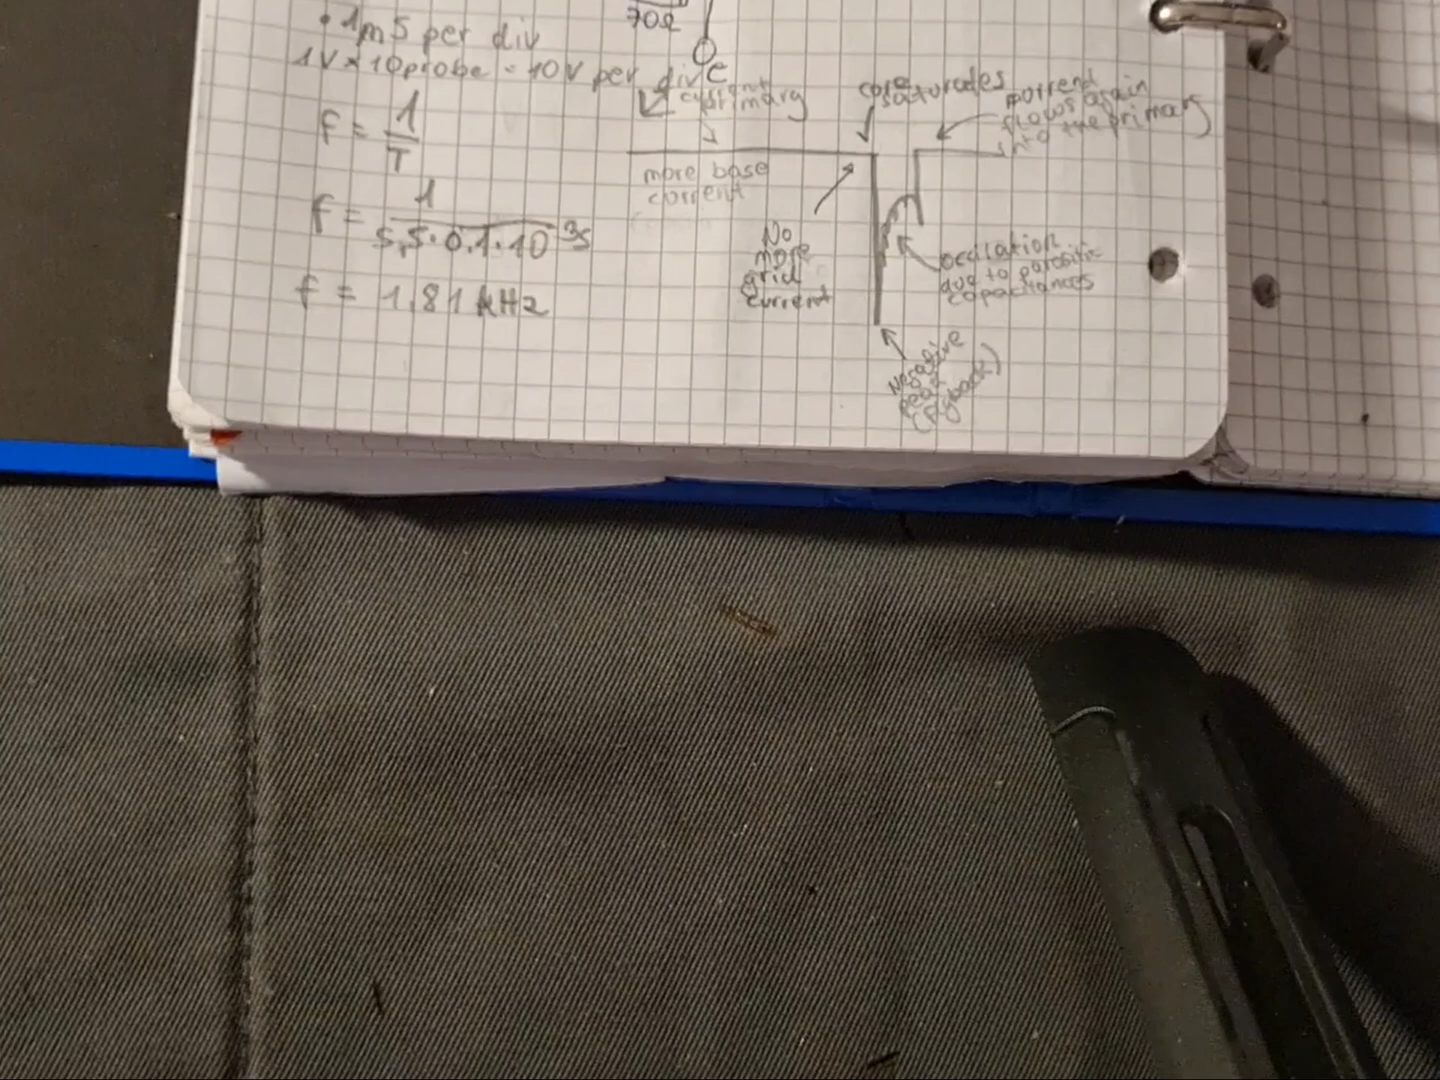 70Ω
.1ms per div
1V x 10probe = 10V per div
f = 1/T
f = 1/5,5·0,1·10⁻³s
f = 1,81 kHz
current
primary
more base
current
core
saturades
corrend
flows again
into the primary
No
more
grid
current
oscilation
due to parasitic
capacitances
Negative
peak
(flyback)